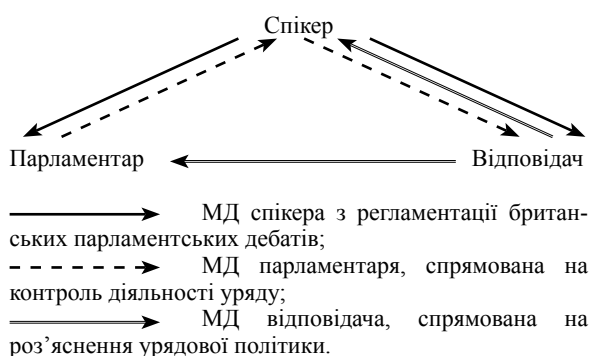 Спікер
Парламентар Відповідач
МД спікера з регламентації британ-
ських парламентських дебатів;
МД парламентаря, спрямована на
контроль діяльності уряду;
МД відповідача, спрямована на
роз’яснення урядової політики.